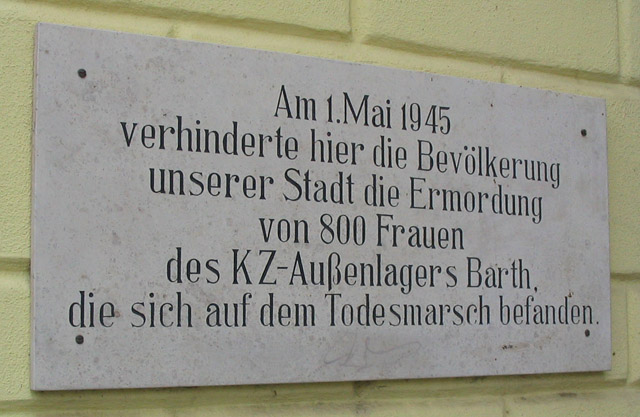 Am 1.Mai 1945
verhinderte hier die Bevölkerung
unserer Stadt die Ermordung
von 800 Frauen
des KZ-Außenlagers Barth,
die sich auf dem Todesmarsch befanden.